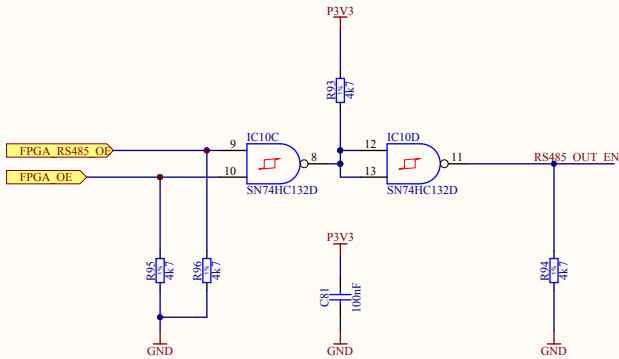 P3V3
R93
1%
4k7
IC10C
IC10D
FPGA_RS485_OE
9
8
12
11
RS485_OUT_EN
FPGA_OE
10
13
SN74HC132D
SN74HC132D
P3V3
R95
1%
4k7
R96
1%
4k7
C81
100nF
R94
1%
4k7
GND
GND
GND